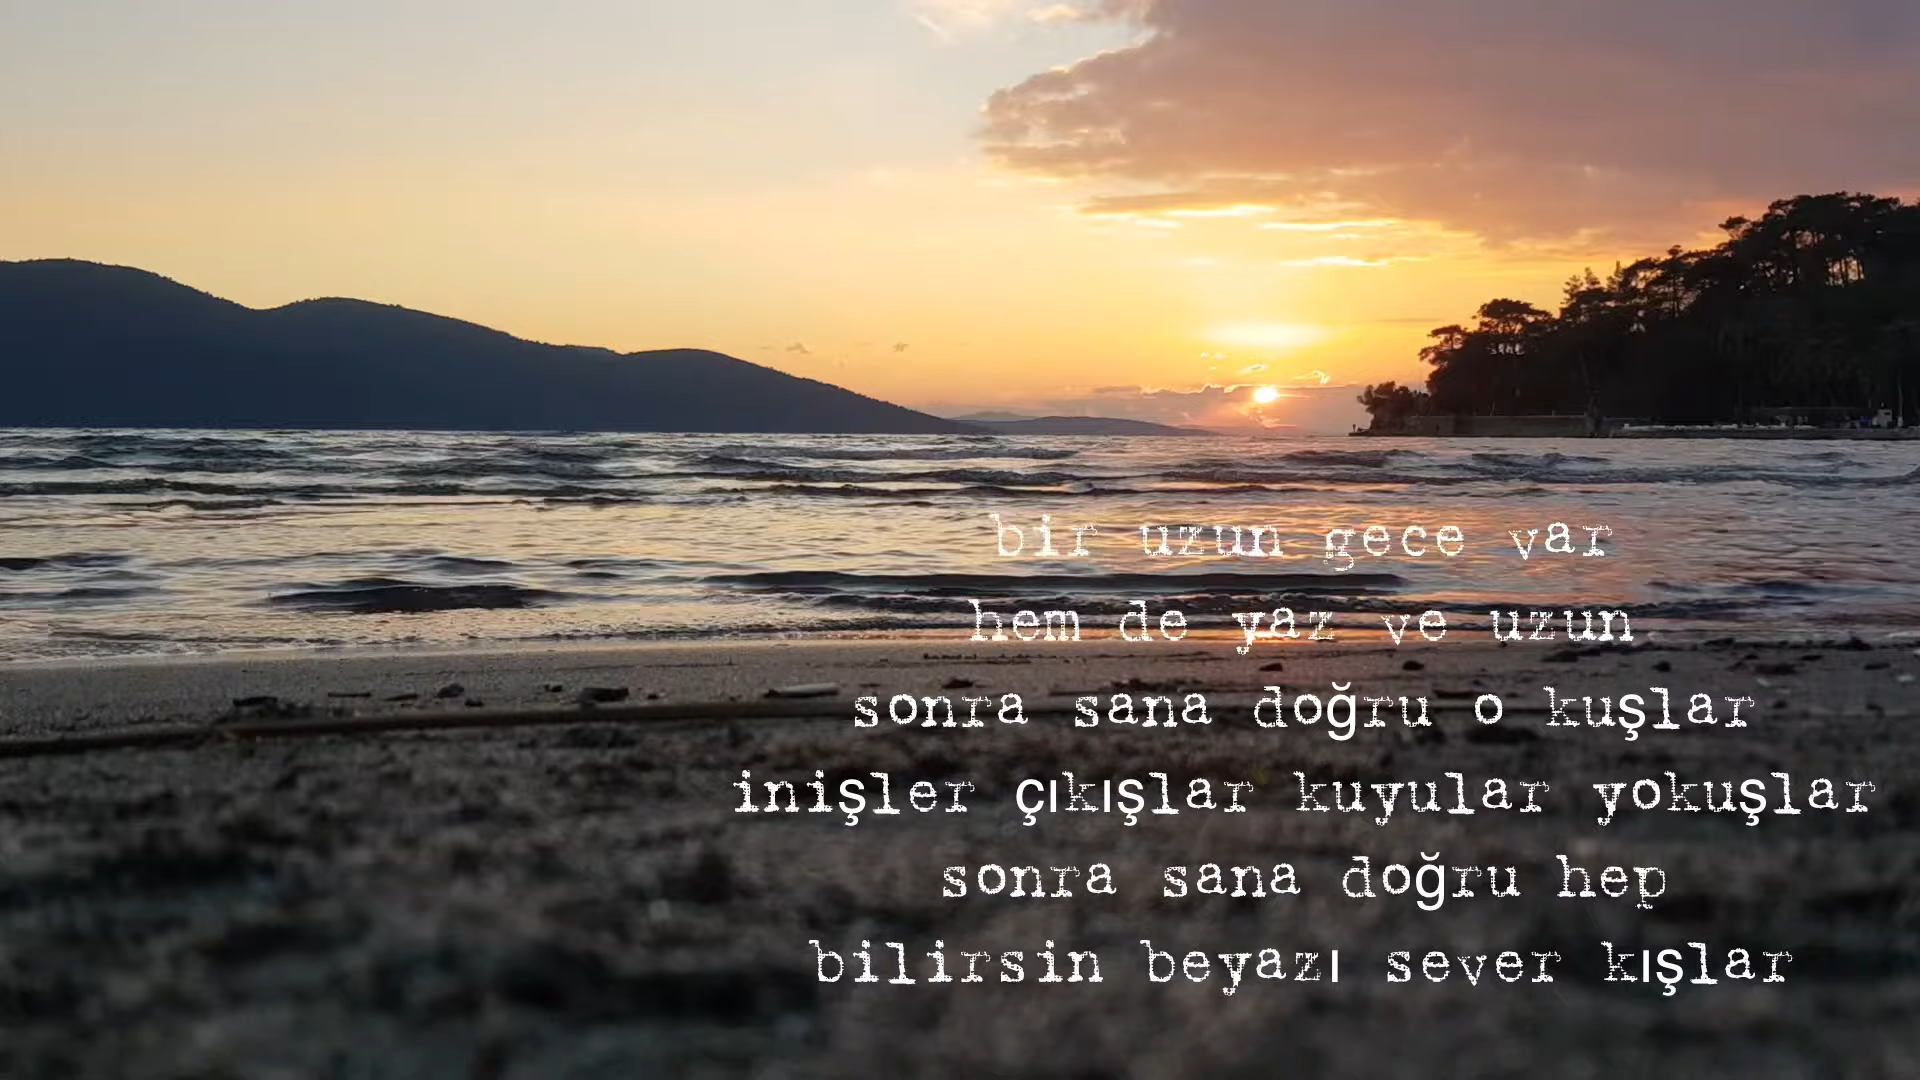 bir uzun gece var
hem de yaz ve uzun
sonra sana doğru o kuşlar
inişler çıkışlar kuyular yokuşlar
sonra sana doğru hep
bilirsin beyazı sever kışlar